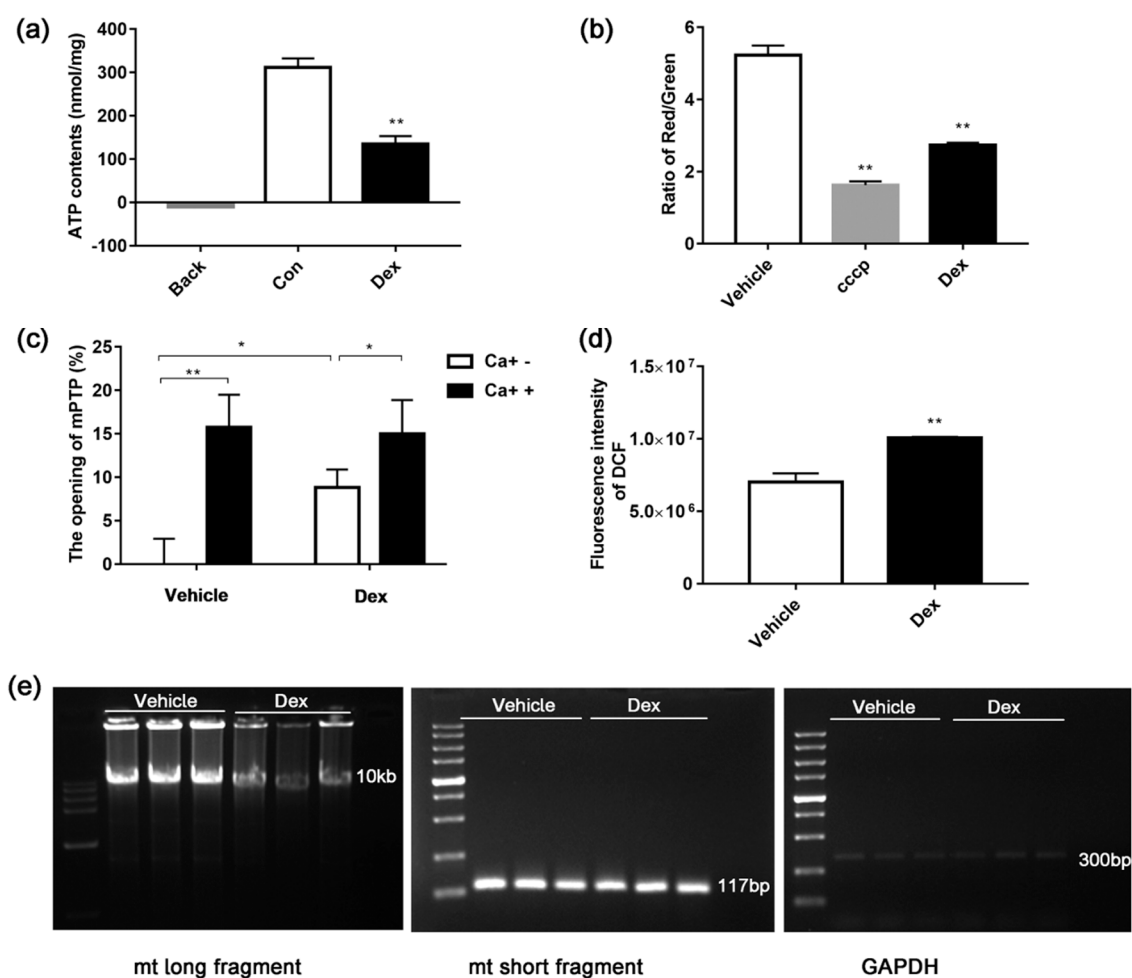 (a)
ATP contents (nmol/mg)
400
300
200
100
0
-100
**
Back
Con
Dex
(b)
Ratio of Red/Green
6
4
2
0
**
**
Vehicle
cccp
Dex
(c)
The opening of mPTP (%)
25
20
15
10
5
0
*
**
*
Ca+ -
Ca+ +
Vehicle
Dex
(d)
Fluorescence intensity
of DCF
1.5×10⁷
1.0×10⁷
5.0×10⁶
0
**
Vehicle
Dex
(e)
Vehicle Dex
10kb
mt long fragment
Vehicle Dex
117bp
mt short fragment
Vehicle Dex
300bp
GAPDH